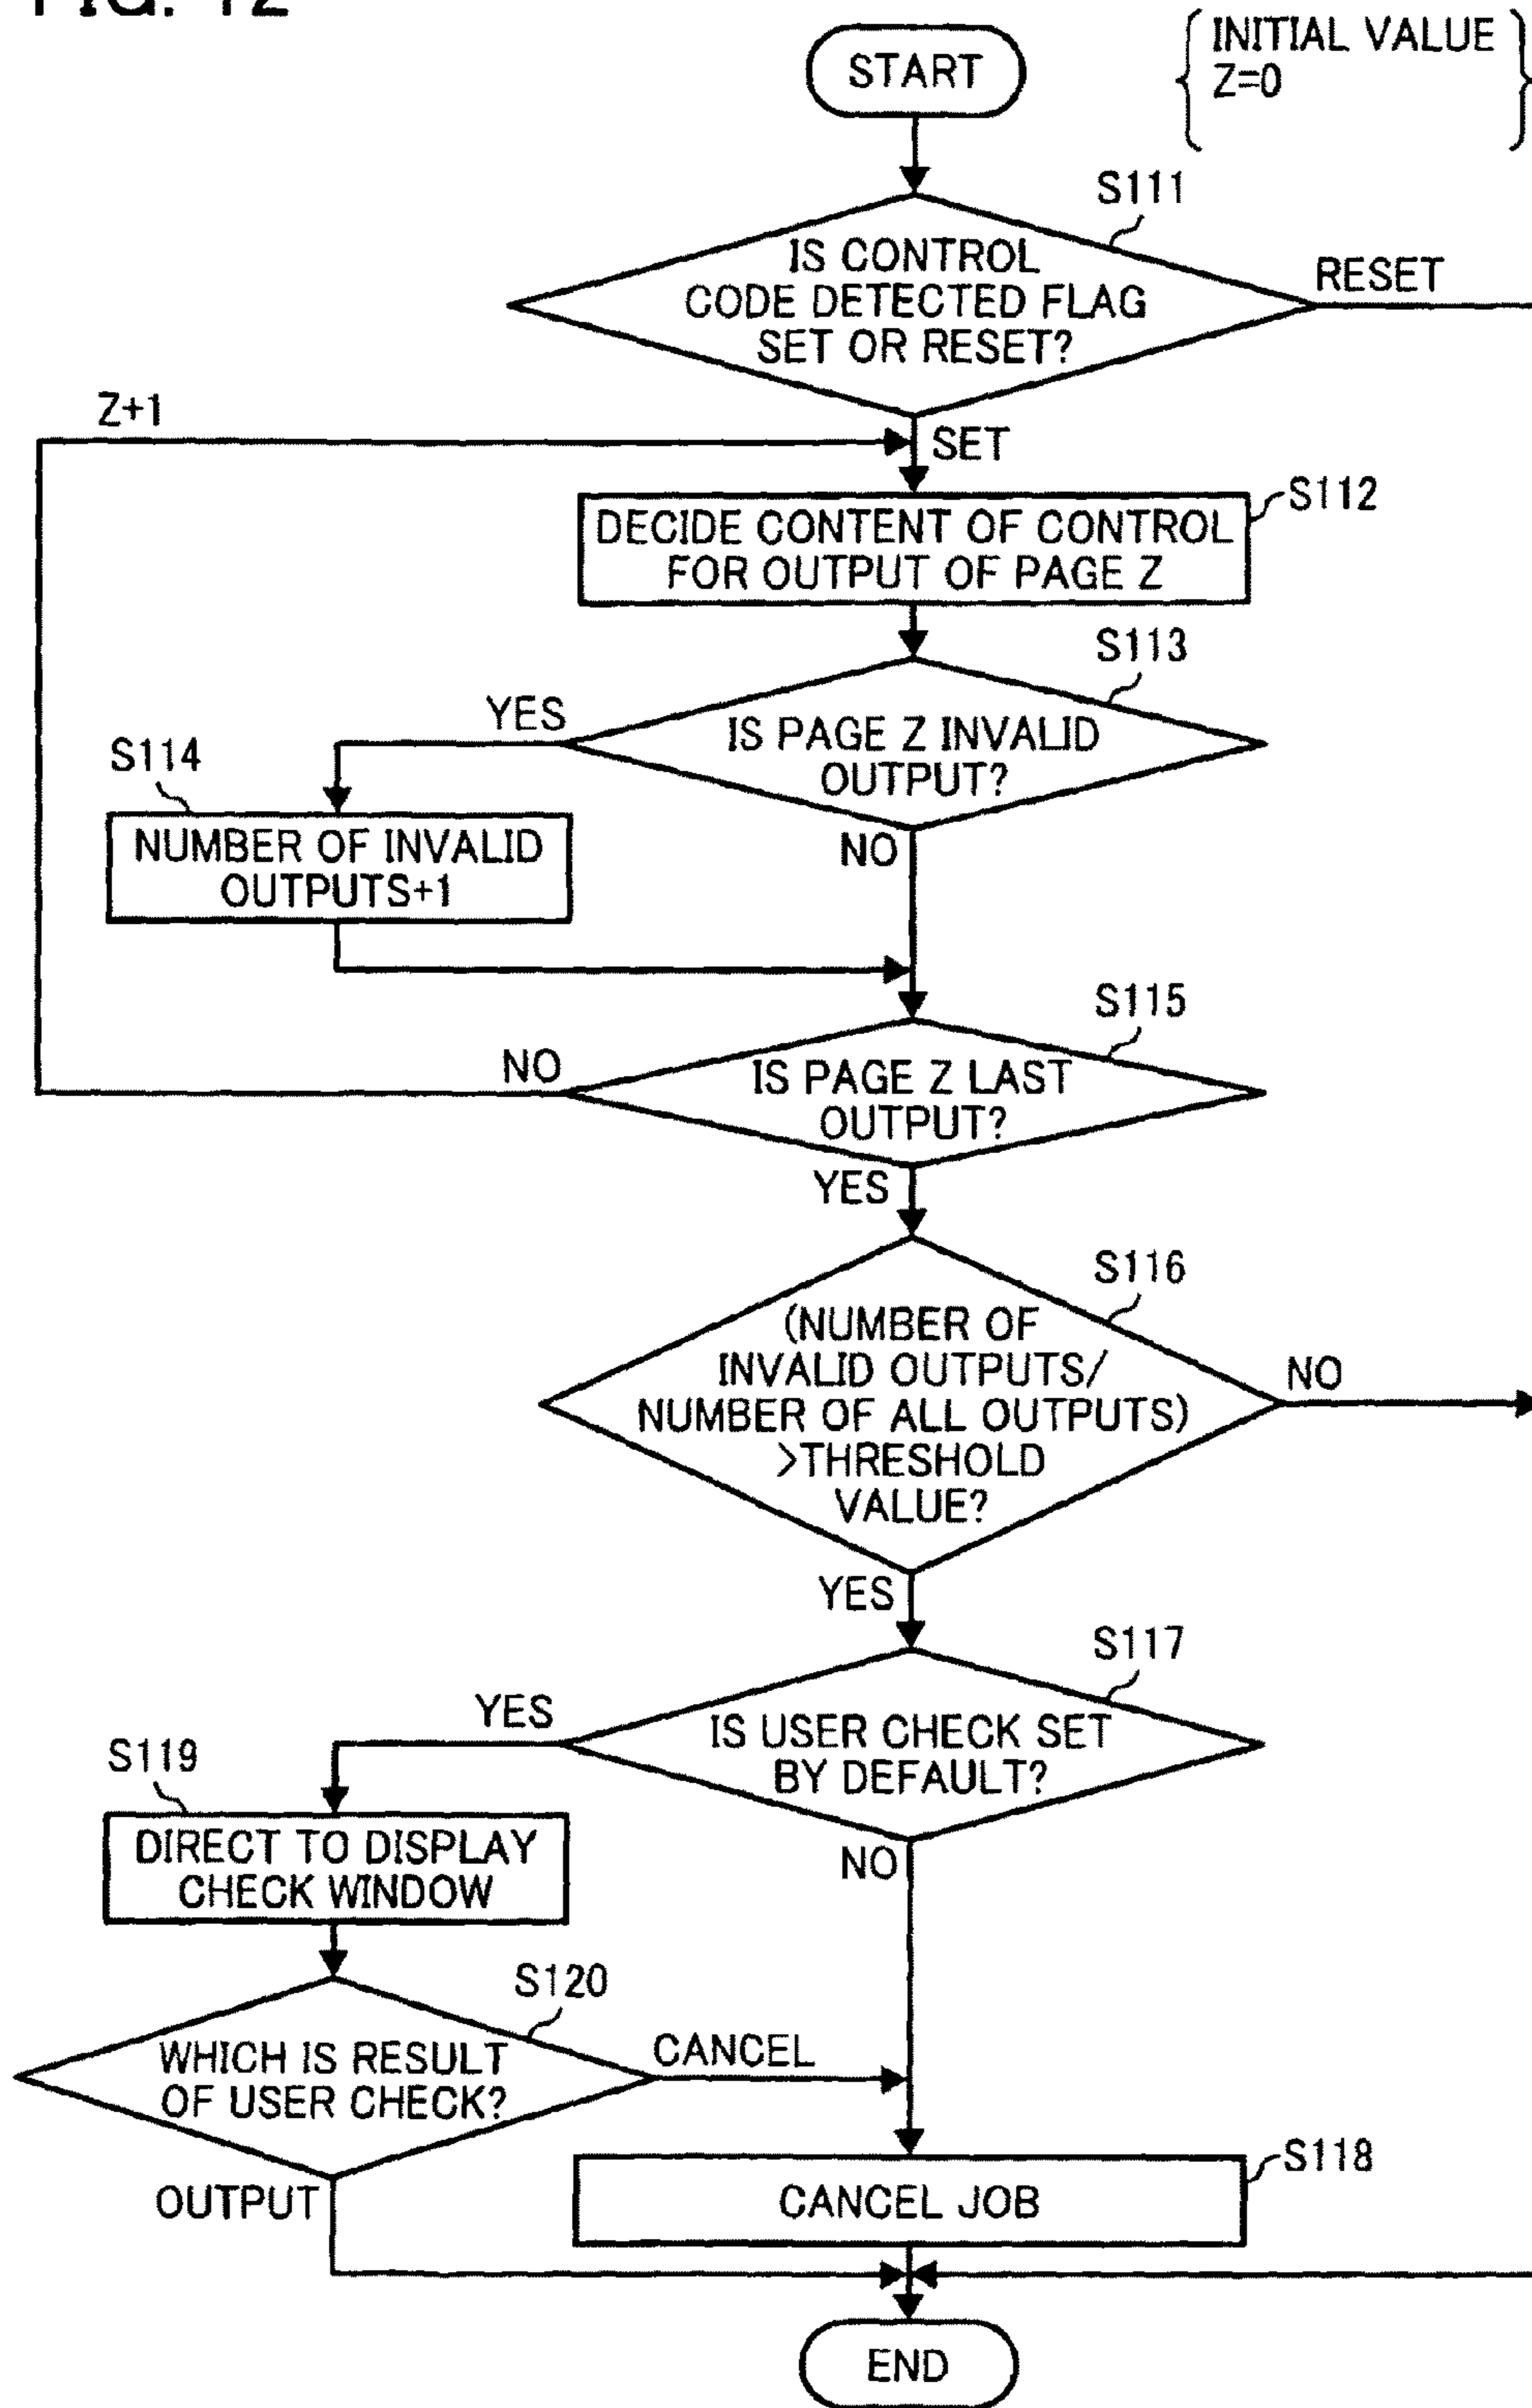 FIG. 12
INITIAL VALUE
Z=0
START
S111
IS CONTROL
CODE DETECTED FLAG
SET OR RESET?
RESET
Z+1
SET
S112
DECIDE CONTENT OF CONTROL
FOR OUTPUT OF PAGE Z
S113
YES
IS PAGE Z INVALID
OUTPUT?
S114
NUMBER OF INVALID
OUTPUTS+1
NO
S115
NO
IS PAGE Z LAST
OUTPUT?
YES
S116
(NUMBER OF
INVALID OUTPUTS/
NUMBER OF ALL OUTPUTS)
>THRESHOLD
VALUE?
NO
YES
S117
YES
IS USER CHECK SET
BY DEFAULT?
S119
DIRECT TO DISPLAY
CHECK WINDOW
NO
S120
WHICH IS RESULT
OF USER CHECK?
CANCEL
OUTPUT
S118
CANCEL JOB
END